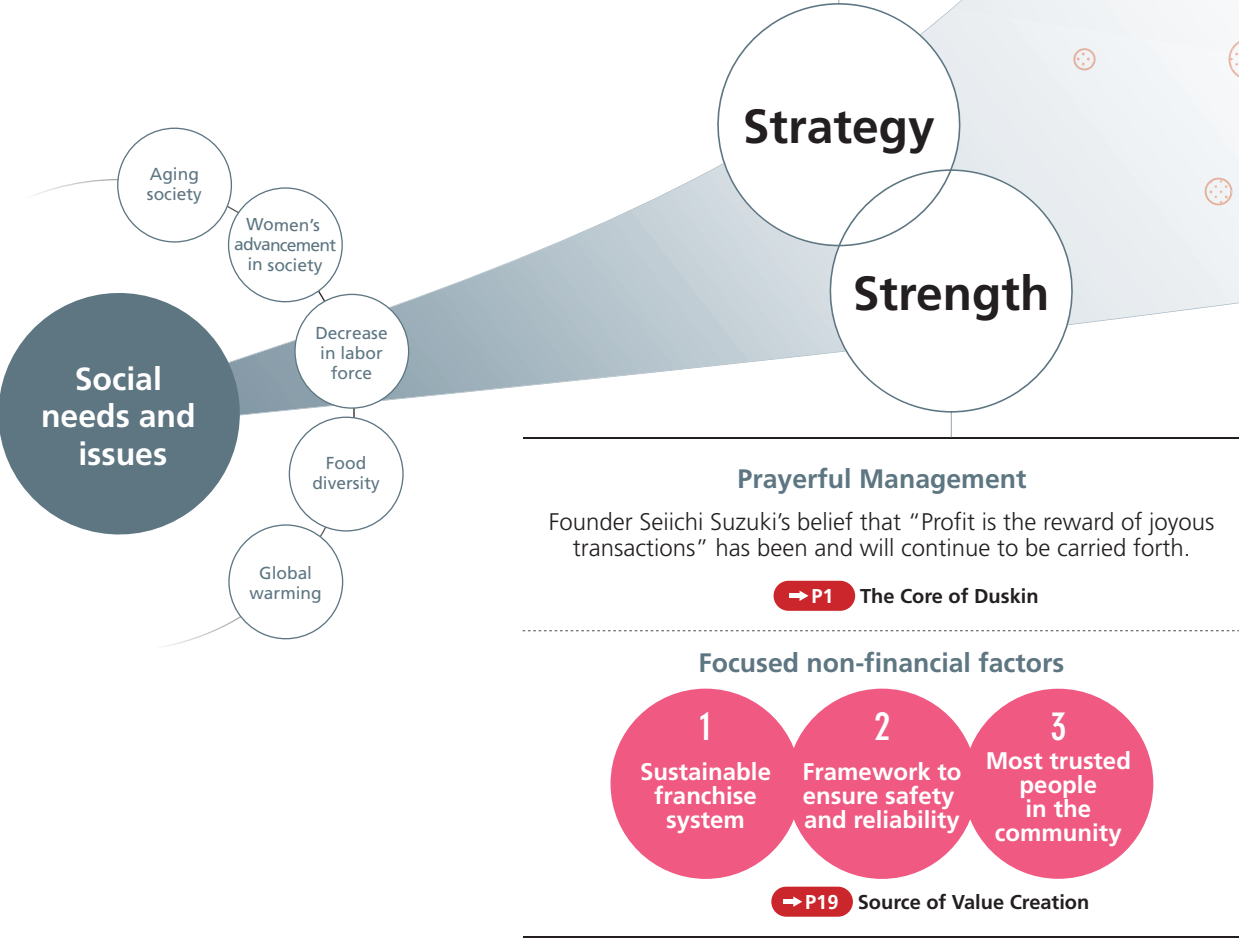 Strategy
Strength
Aging
society
Women's
advancement
in society
Decrease
in labor
force
Food
diversity
Global
warming
Social
needs and
issues
Prayerful Management
Founder Seiichi Suzuki's belief that “Profit is the reward of joyous
transactions” has been and will continue to be carried forth.
➞ P1 The Core of Duskin
Focused non-financial factors
1
Sustainable
franchise
system
2
Framework to
ensure safety
and reliability
3
Most trusted
people
in the
community
➞ P19 Source of Value Creation